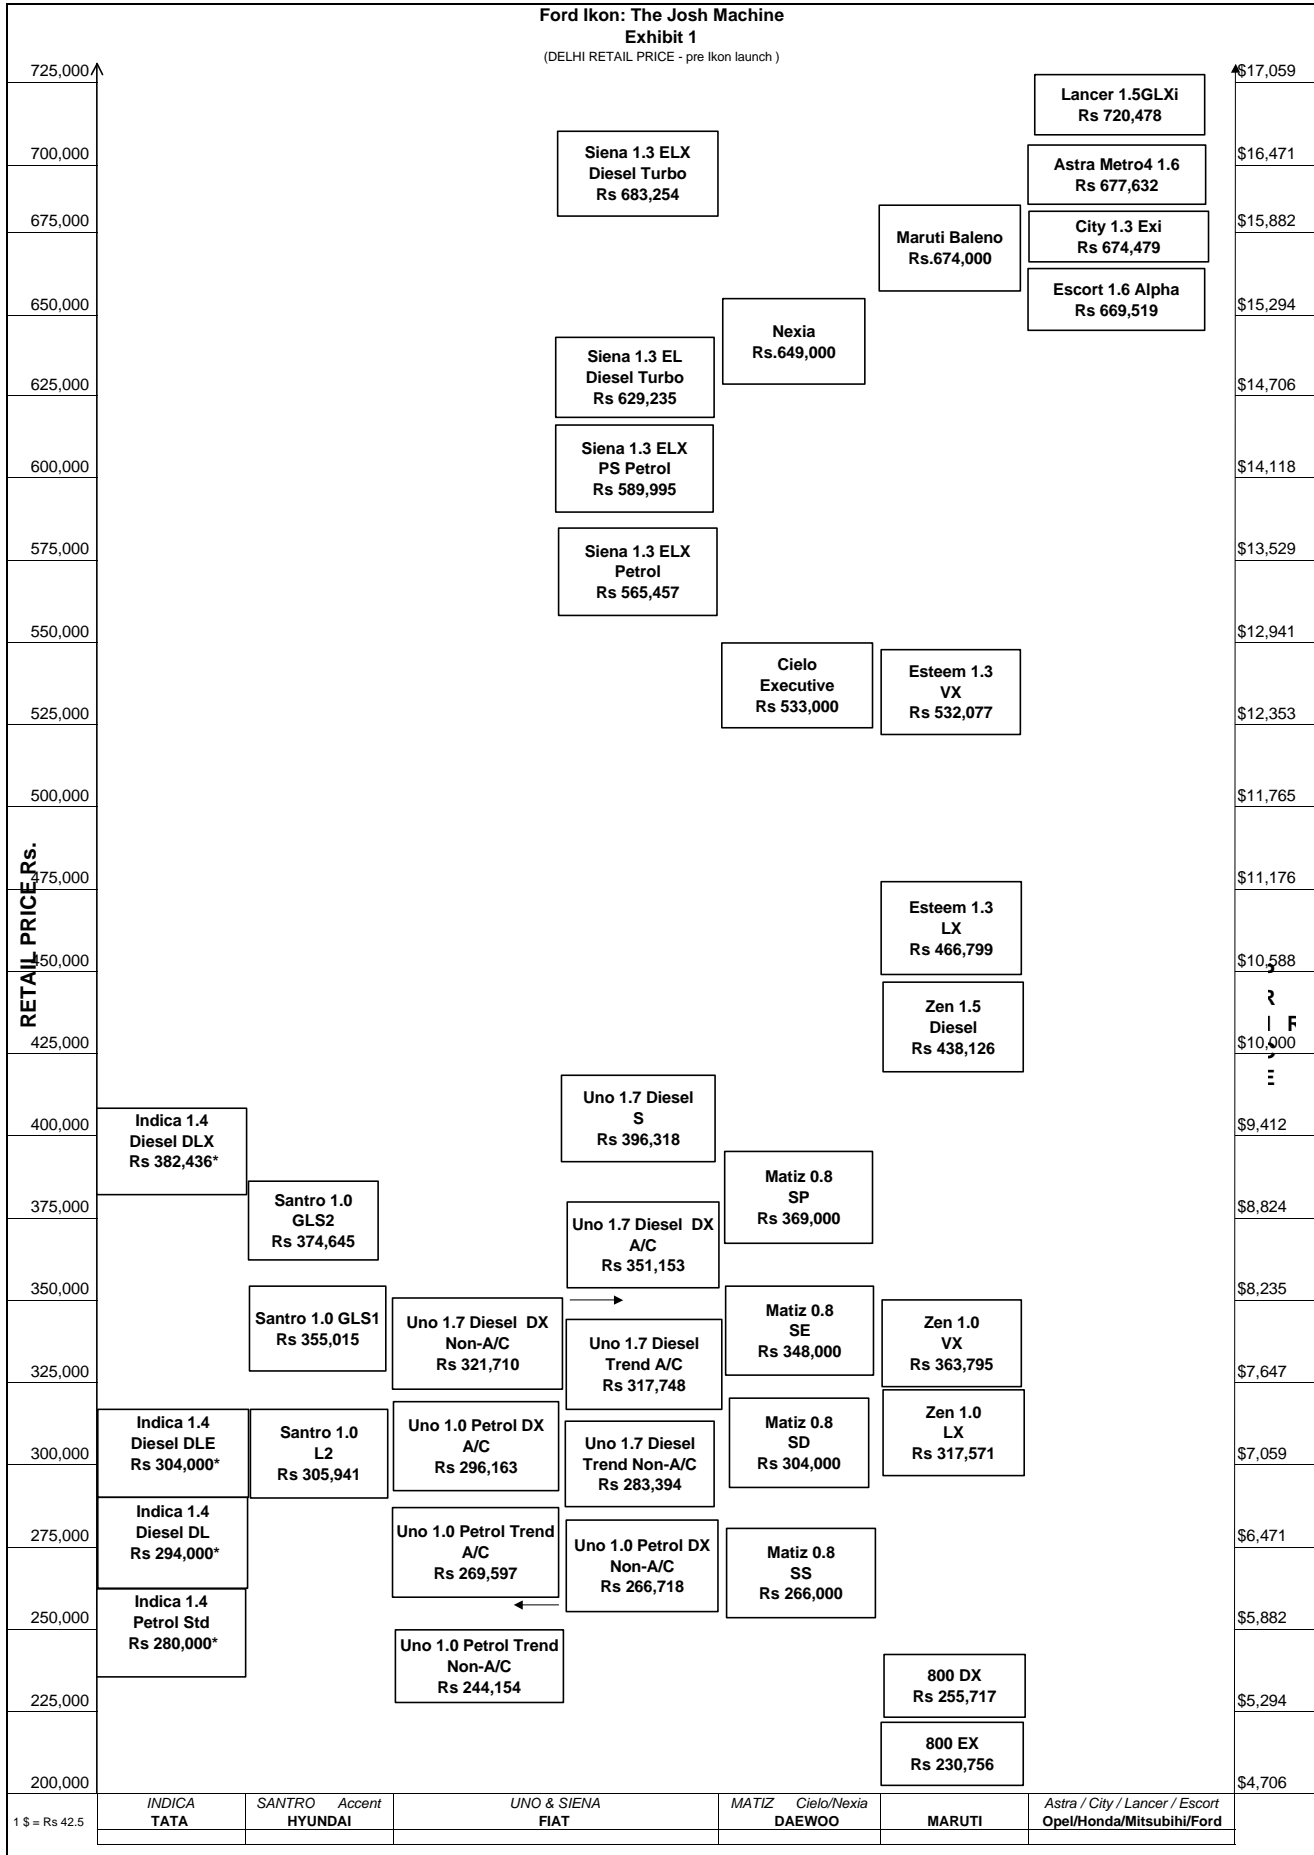 Ford Ikon: The Josh Machine
Exhibit 1
(DELHI RETAIL PRICE - pre Ikon launch )
725,000
700,000
675,000
650,000
625,000
600,000
575,000
550,000
525,000
500,000
475,000
450,000
425,000
400,000
375,000
350,000
325,000
300,000
275,000
250,000
225,000
200,000
RETAIL PRICE Rs.
Indica 1.4
Diesel DLX
Rs 382,436*
Indica 1.4
Diesel DLE
Rs 304,000*
Indica 1.4
Diesel DL
Rs 294,000*
Indica 1.4
Petrol Std
Rs 280,000*
Santro 1.0
GLS2
Rs 374,645
Santro 1.0 GLS1
Rs 355,015
Santro 1.0
L2
Rs 305,941
Uno 1.7 Diesel DX
Non-A/C
Rs 321,710
Uno 1.0 Petrol DX
A/C
Rs 296,163
Uno 1.0 Petrol Trend
A/C
Rs 269,597
Uno 1.0 Petrol Trend
Non-A/C
Rs 244,154
Siena 1.3 ELX
Diesel Turbo
Rs 683,254
Siena 1.3 EL
Diesel Turbo
Rs 629,235
Siena 1.3 ELX
PS Petrol
Rs 589,995
Siena 1.3 ELX
Petrol
Rs 565,457
Uno 1.7 Diesel
S
Rs 396,318
Uno 1.7 Diesel DX
A/C
Rs 351,153
Uno 1.7 Diesel
Trend A/C
Rs 317,748
Uno 1.7 Diesel
Trend Non-A/C
Rs 283,394
Uno 1.0 Petrol DX
Non-A/C
Rs 266,718
Nexia
Rs.649,000
Cielo
Executive
Rs 533,000
Matiz 0.8
SP
Rs 369,000
Matiz 0.8
SE
Rs 348,000
Matiz 0.8
SD
Rs 304,000
Matiz 0.8
SS
Rs 266,000
Maruti Baleno
Rs.674,000
Esteem 1.3
VX
Rs 532,077
Esteem 1.3
LX
Rs 466,799
Zen 1.5
Diesel
Rs 438,126
Zen 1.0
VX
Rs 363,795
Zen 1.0
LX
Rs 317,571
800 DX
Rs 255,717
800 EX
Rs 230,756
Lancer 1.5GLXi
Rs 720,478
Astra Metro4 1.6
Rs 677,632
City 1.3 Exi
Rs 674,479
Escort 1.6 Alpha
Rs 669,519
$17,059
$16,471
$15,882
$15,294
$14,706
$14,118
$13,529
$12,941
$12,353
$11,765
$11,176
$10,588
$10,000
$9,412
$8,824
$8,235
$7,647
$7,059
$6,471
$5,882
$5,294
$4,706
1 $ = Rs 42.5
INDICA
TATA
SANTRO Accent
HYUNDAI
UNO & SIENA
FIAT
MATIZ Cielo/Nexia
DAEWOO
MARUTI
Astra / City / Lancer / Escort
Opel/Honda/Mitsubihi/Ford